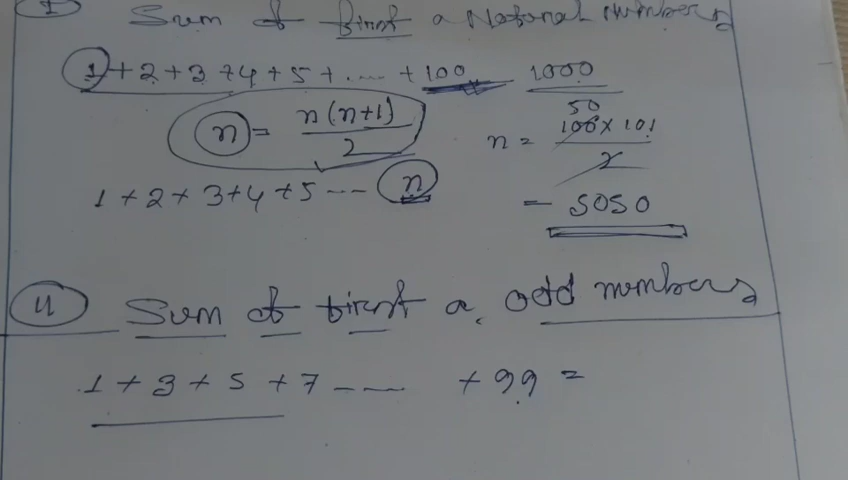 I Sum of first n Natural numbers
1 + 2 + 3 + 4 + 5 + ..... + 100 1000
n = n(n+1) / 2
n = 50 100 x 101 / 2
1 + 2 + 3 + 4 + 5 --- n
= 5050
II Sum of first n odd numbers
1 + 3 + 5 + 7 ------ + 99 =